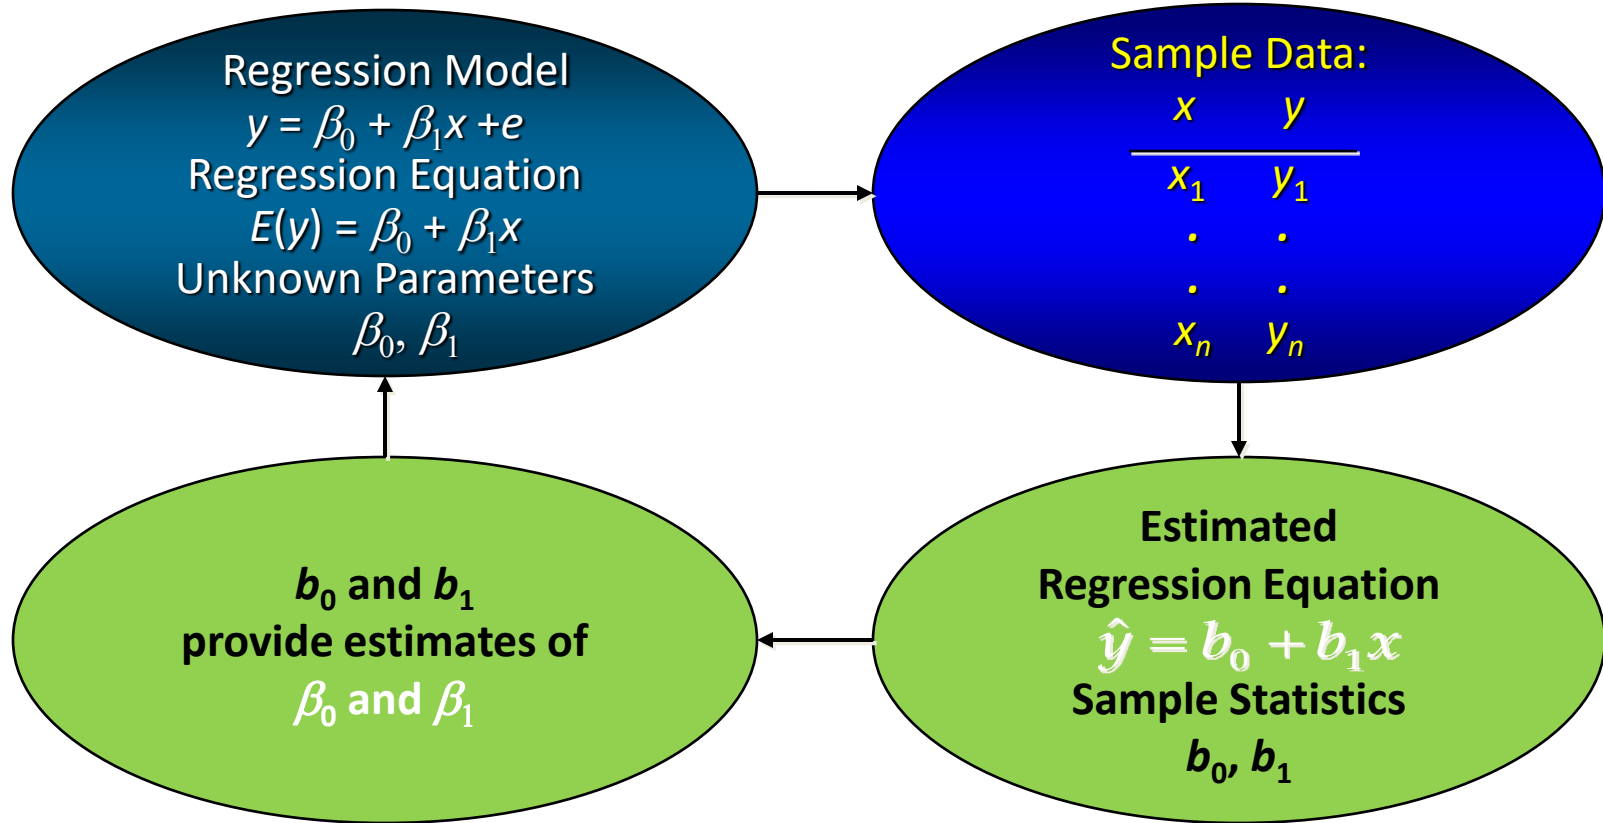 Regression Model
y = β₀ + β₁x +e
Regression Equation
E(y) = β₀ + β₁x
Unknown Parameters
β₀, β₁
Sample Data:
x y
x₁ y₁
. .
. .
xₙ yₙ
Estimated
Regression Equation
ŷ = b₀ + b₁x
Sample Statistics
b₀, b₁
b₀ and b₁
provide estimates of
β₀ and β₁